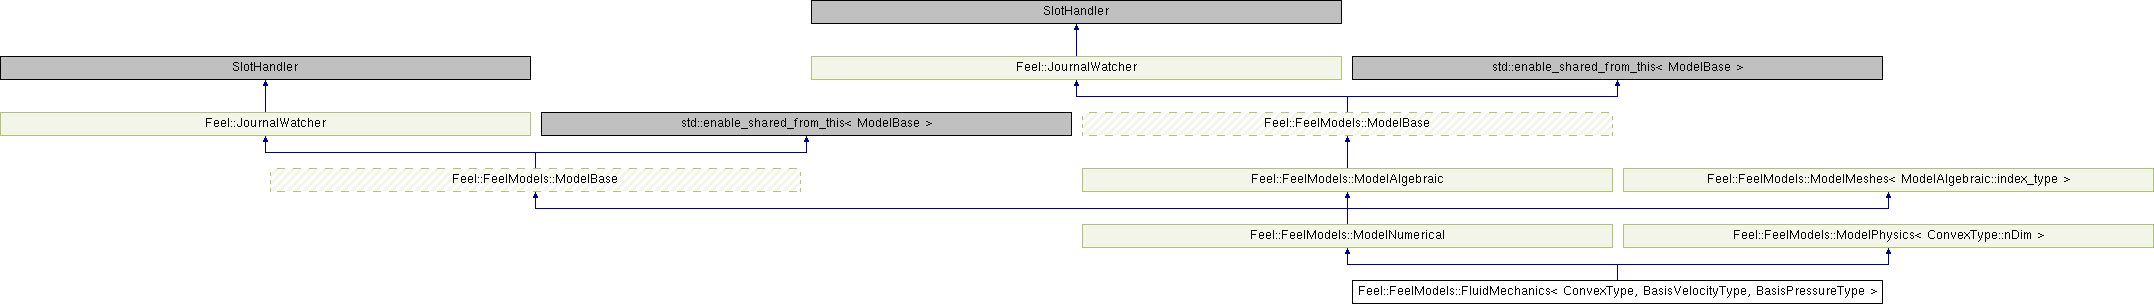 SlotHandler
SlotHandler
Feel::JournalWatcher
std::enable_shared_from_this< ModelBase >
Feel::JournalWatcher
std::enable_shared_from_this< ModelBase >
Feel::FeelModels::ModelBase
Feel::FeelModels::ModelBase
Feel::FeelModels::ModelAlgebraic
Feel::FeelModels::ModelMeshes< ModelAlgebraic::index_type >
Feel::FeelModels::ModelNumerical
Feel::FeelModels::ModelPhysics< ConvexType::nDim >
Feel::FeelModels::FluidMechanics< ConvexType, BasisVelocityType, BasisPressureType >